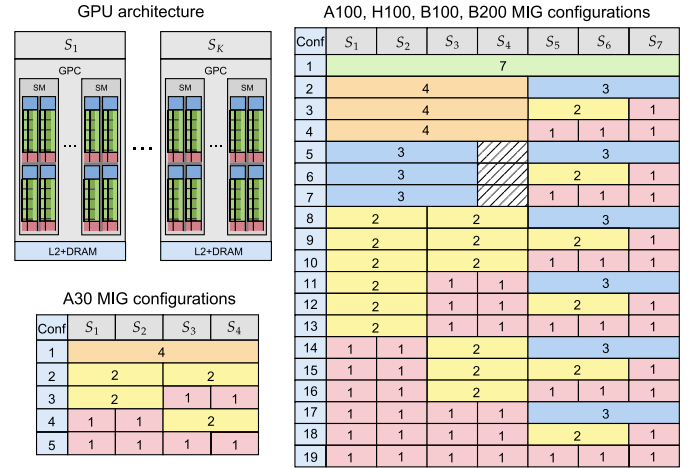 GPU architecture
S₁ S_K
GPC GPC
SM SM SM SM
... ... ...
L2+DRAM L2+DRAM
A30 MIG configurations
Conf S₁ S₂ S₃ S₄
1 4
2 2 2
3 2 1 1
4 1 1 2
5 1 1 1 1
A100, H100, B100, B200 MIG configurations
Conf S₁ S₂ S₃ S₄ S₅ S₆ S₇
1 7
2 4 3
3 4 2 1
4 4 1 1 1
5 3 3
6 3 2 1
7 3 1 1 1
8 2 2 3
9 2 2 2 1
10 2 2 1 1 1
11 2 1 1 3
12 2 1 1 2 1
13 2 1 1 1 1 1
14 1 1 2 3
15 1 1 2 2 1
16 1 1 2 1 1 1
17 1 1 1 1 3
18 1 1 1 1 2 1
19 1 1 1 1 1 1 1